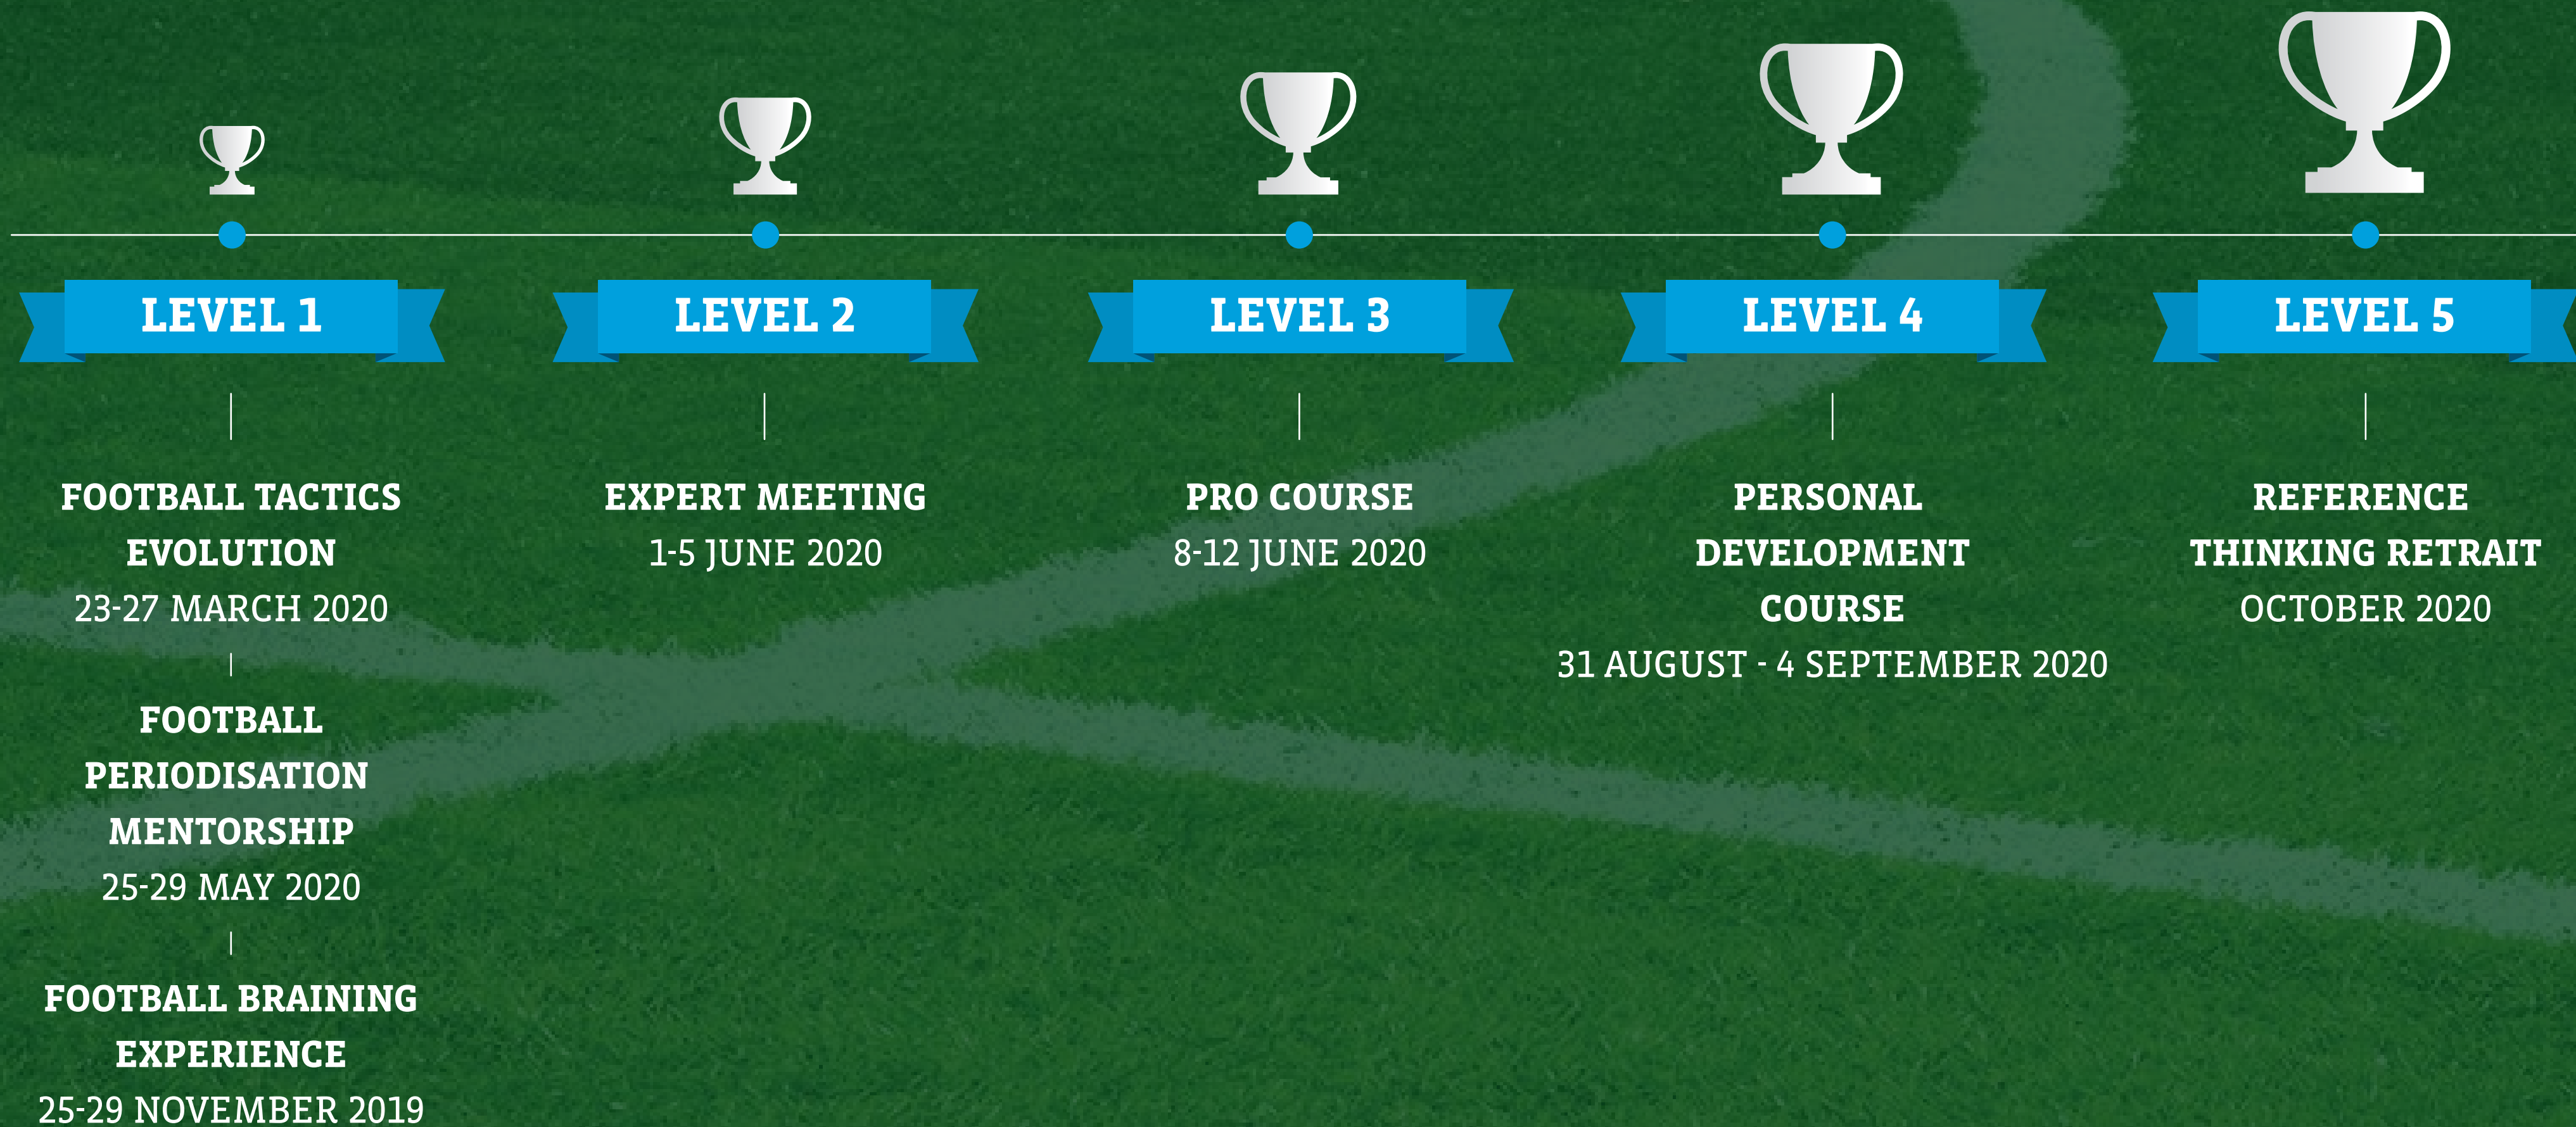 LEVEL 1
FOOTBALL TACTICS
EVOLUTION
23-27 MARCH 2020
FOOTBALL
PERIODISATION
MENTORSHIP
25-29 MAY 2020
FOOTBALL BRAINING
EXPERIENCE
25-29 NOVEMBER 2019
LEVEL 2
EXPERT MEETING
1-5 JUNE 2020
LEVEL 3
PRO COURSE
8-12 JUNE 2020
LEVEL 4
PERSONAL
DEVELOPMENT
COURSE
31 AUGUST - 4 SEPTEMBER 2020
LEVEL 5
REFERENCE
THINKING RETRAIT
OCTOBER 2020